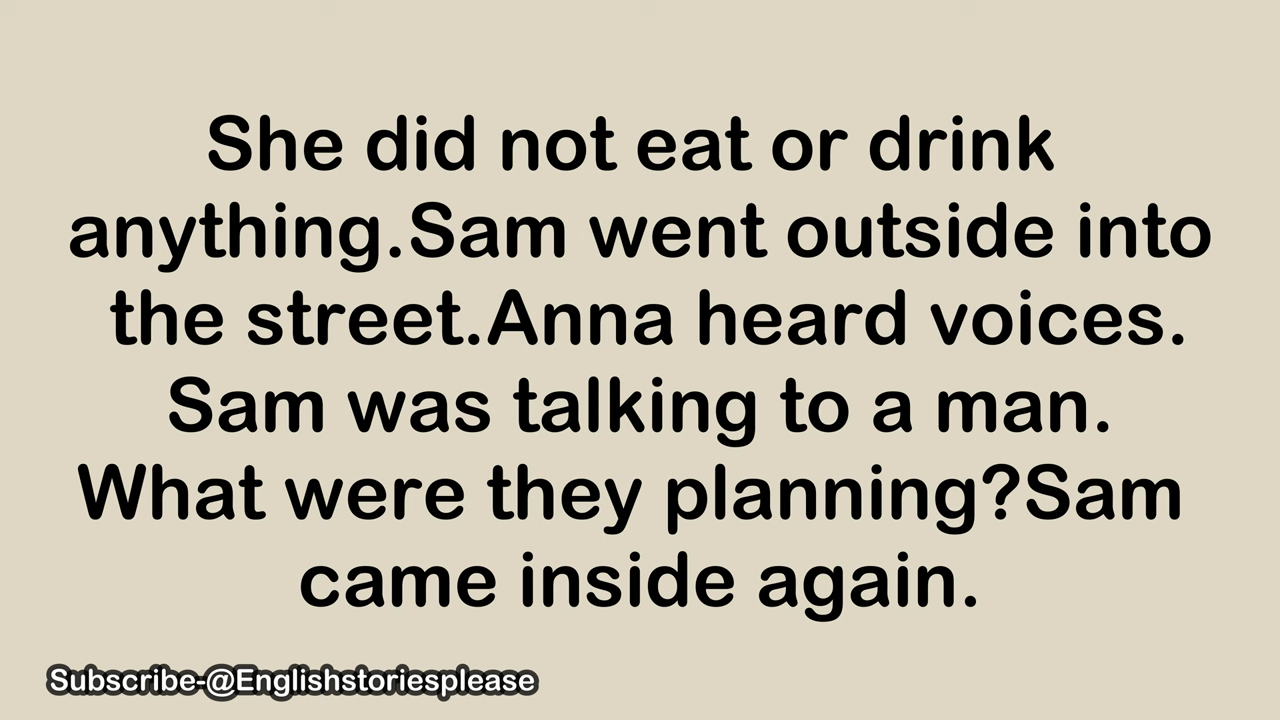 She did not eat or drink
anything.Sam went outside into
the street.Anna heard voices.
Sam was talking to a man.
What were they planning?Sam
came inside again.
Subscribe-@Englishstoriesplease